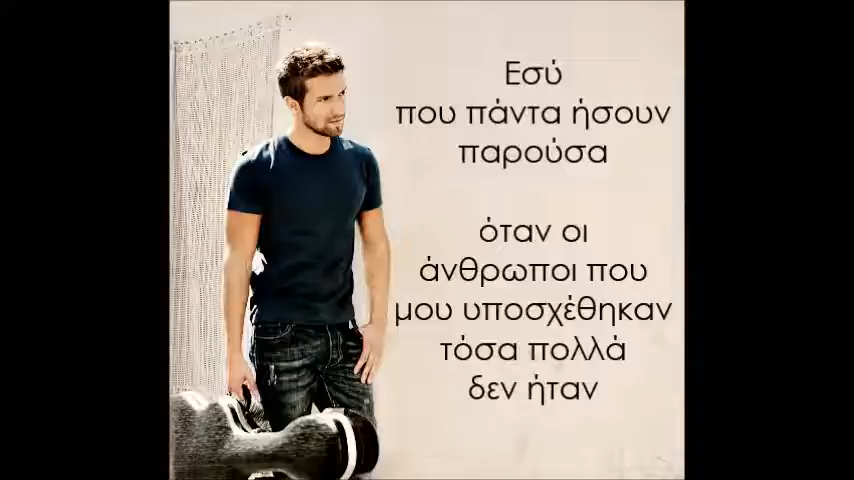 Εσύ
που πάντα ήσουν
παρούσα
όταν οι
άνθρωποι που
μου υποσχέθηκαν
τόσα πολλά
δεν ήταν